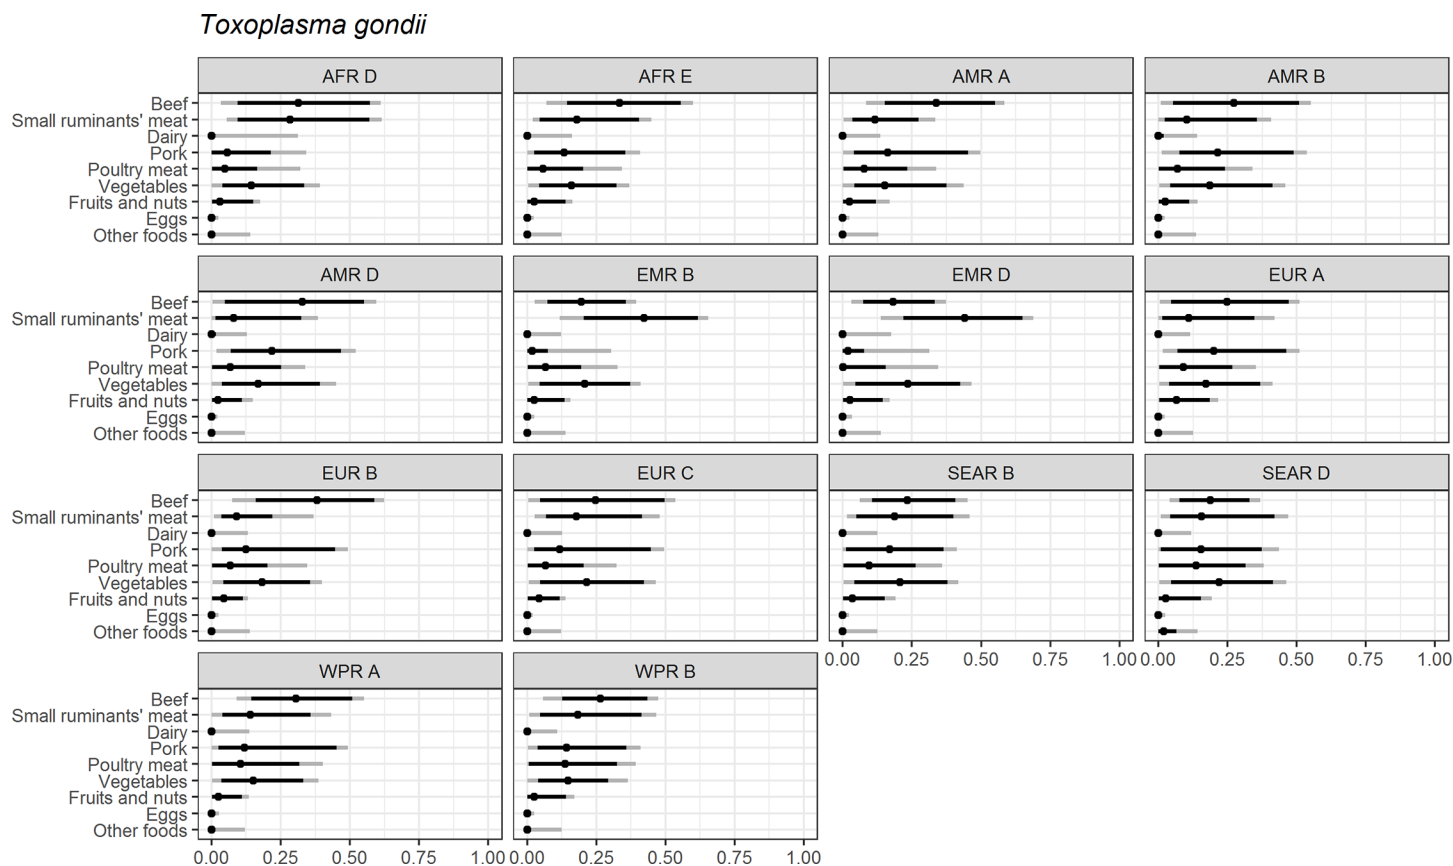 Toxoplasma gondii
AFR D
AFR E
AMR A
AMR B
Beef
Small ruminants' meat
Dairy
Pork
Poultry meat
Vegetables
Fruits and nuts
Eggs
Other foods
AMR D
EMR B
EMR D
EUR A
Beef
Small ruminants' meat
Dairy
Pork
Poultry meat
Vegetables
Fruits and nuts
Eggs
Other foods
EUR B
EUR C
SEAR B
SEAR D
Beef
Small ruminants' meat
Dairy
Pork
Poultry meat
Vegetables
Fruits and nuts
Eggs
Other foods
0.00 0.25 0.50 0.75 1.00 0.00 0.25 0.50 0.75 1.00
WPR A
WPR B
Beef
Small ruminants' meat
Dairy
Pork
Poultry meat
Vegetables
Fruits and nuts
Eggs
Other foods
0.00 0.25 0.50 0.75 1.00 0.00 0.25 0.50 0.75 1.00